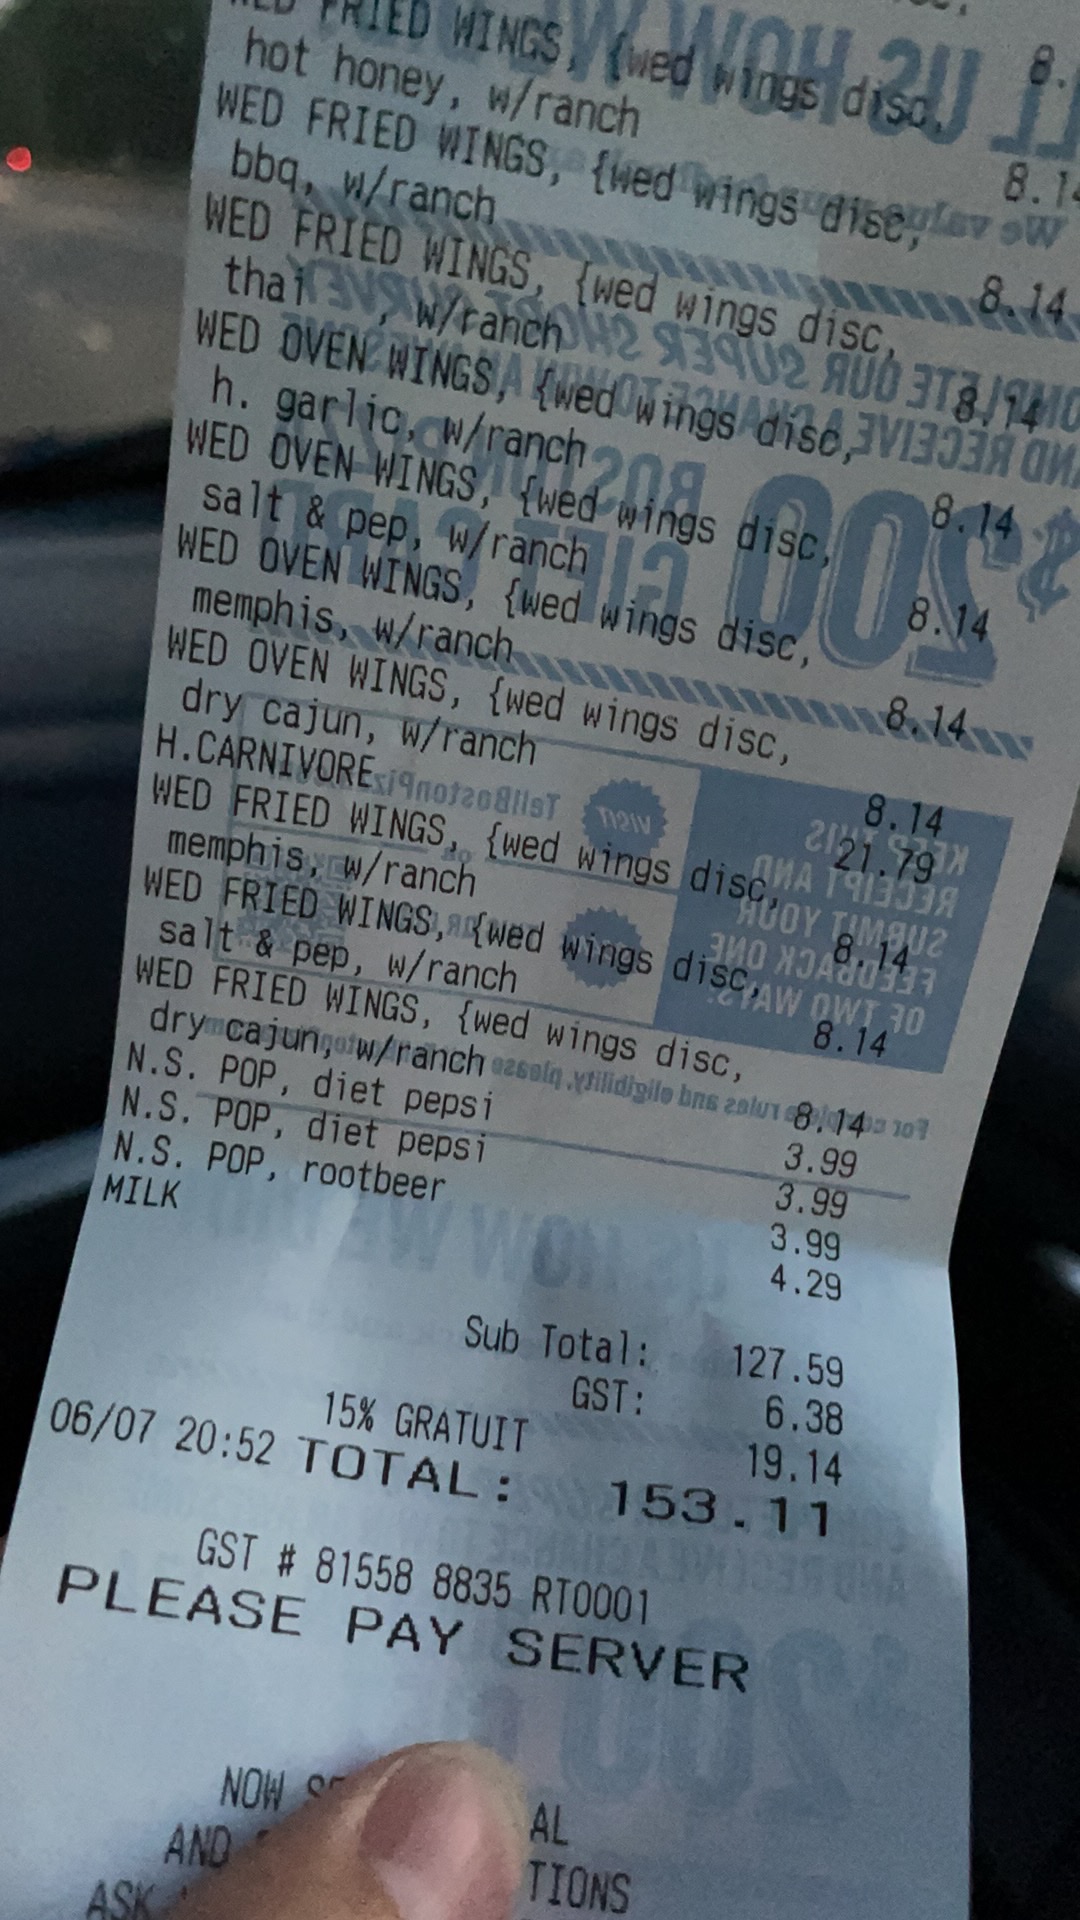 FRIED WINGS, {wed wings disc, 8.
hot honey, w/ranch
8.14
WED FRIED WINGS, {wed wings disc,
bbq, w/ranch
8.14
WED FRIED WINGS, {wed wings disc,
thai, w/ranch
8.14
WED OVEN WINGS, {wed wings disc,
h. garlic, w/ranch
8.14
WED OVEN WINGS, {wed wings disc,
salt & pep, w/ranch
8.14
WED OVEN WINGS, {wed wings disc,
memphis, w/ranch
8.14
WED OVEN WINGS, {wed wings disc,
dry cajun, w/ranch
8.14
H.CARNIVORE 21.79
WED FRIED WINGS, {wed wings disc,
memphis, w/ranch
8.14
WED FRIED WINGS, {wed wings disc,
salt & pep, w/ranch
8.14
WED FRIED WINGS, {wed wings disc,
dry cajun, w/ranch
8.14
N.S. POP, diet pepsi 3.99
N.S. POP, diet pepsi 3.99
N.S. POP, rootbeer 3.99
MILK 4.29
Sub Total: 127.59
GST: 6.38
15% GRATUIT 19.14
06/07 20:52 TOTAL: 153.11
GST # 81558 8835 RT0001
PLEASE PAY SERVER
NOW
AND
ASK